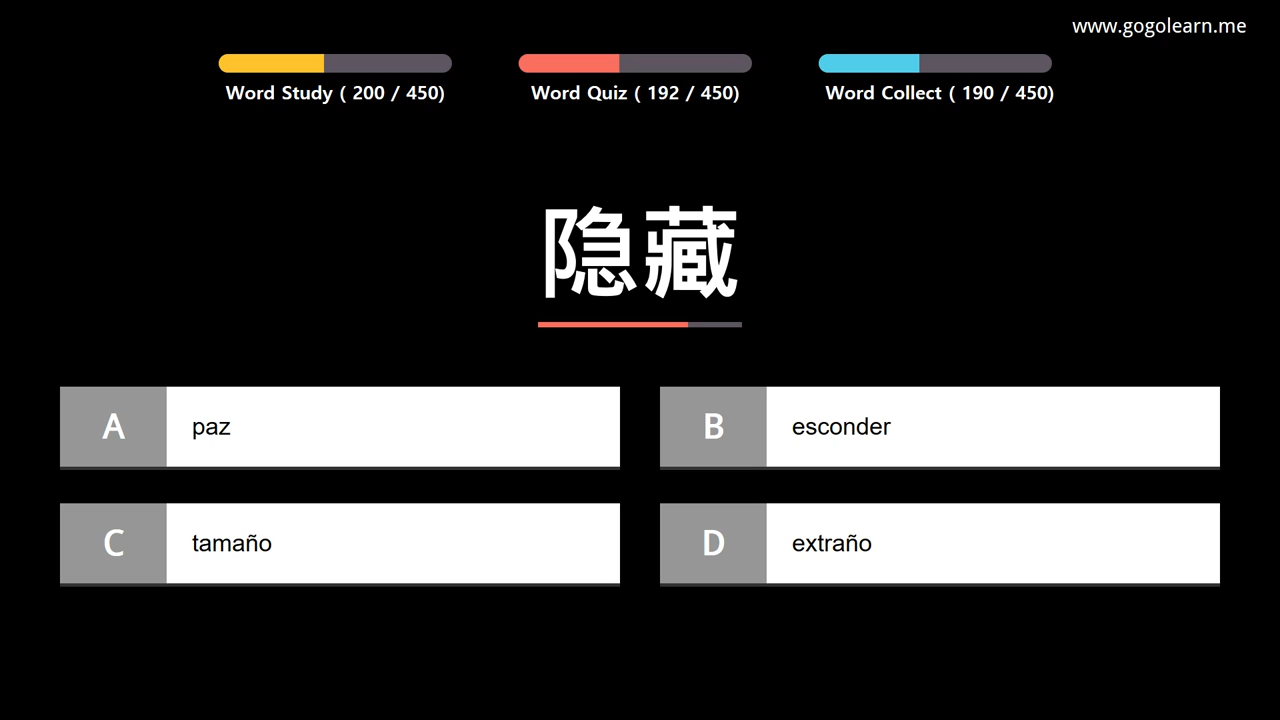 www.gogolearn.me
Word Study ( 200 / 450)
Word Quiz ( 192 / 450)
Word Collect ( 190 / 450)
隐藏
A paz
B esconder
C tamaño
D extraño